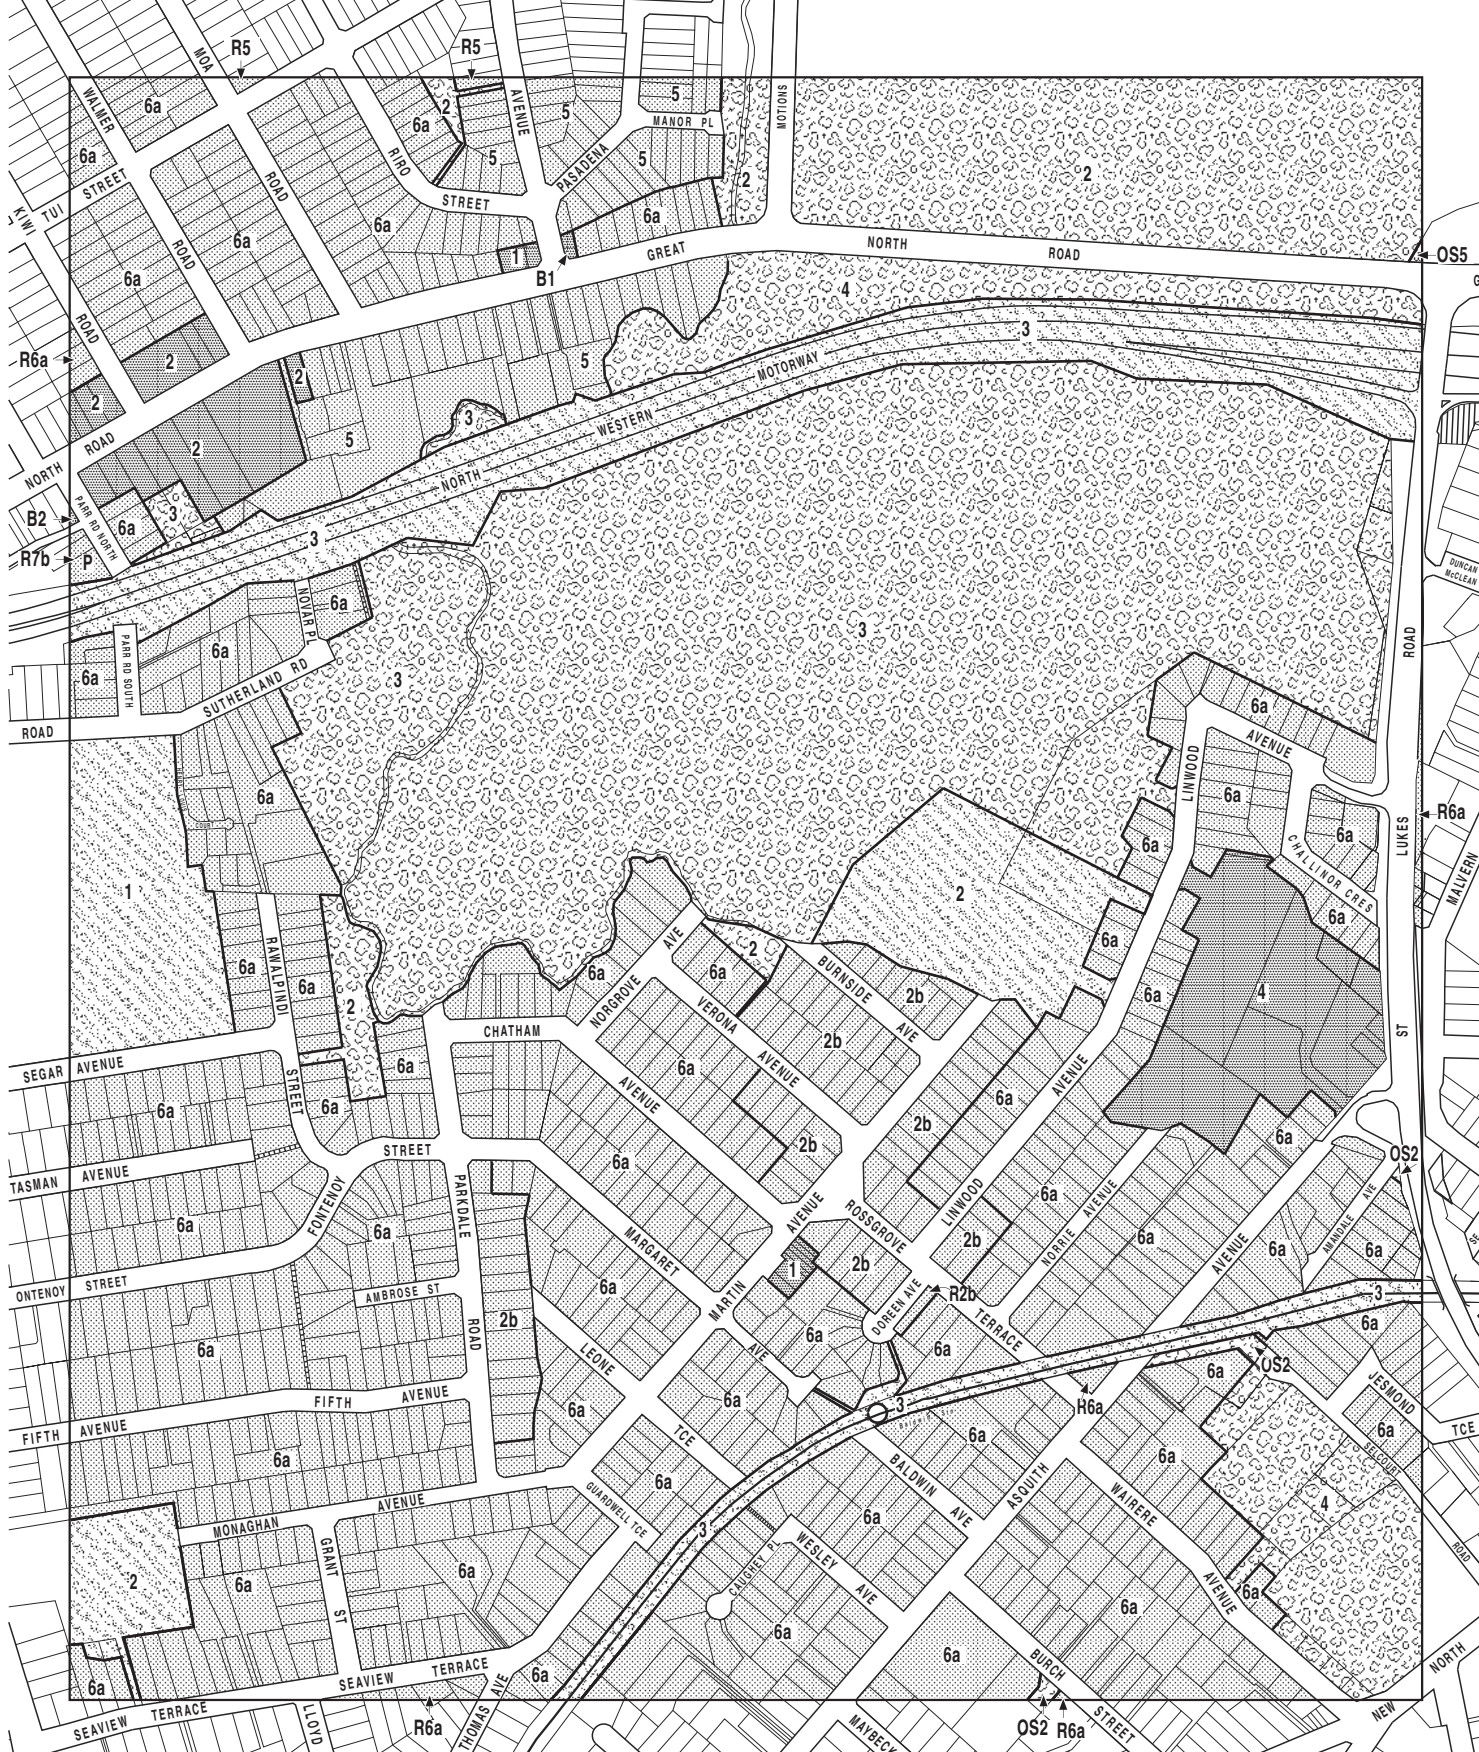 R5
R5
MOA
WALMER
6a
2
6a
AVENUE
5
5
MANOR PL
MOTIONS
6a
STREET
TUI
KIWI
ROAD
RIRO
5
PASADENA
5
2
2
STREET
6a
6a
ROAD
6a
6a
1
B1
GREAT
NORTH
ROAD
OS5
G
4
ROAD
R6a
2
2
2
5
3
MOTORWAY
WESTERN
3
NORTH
ROAD
2
5
3
NORTH
B2
PARR RD NORTH
6a
3
R7b
P
3
DUNCAN
McCLEAN
NOVAR PL
6a
PARR RD SOUTH
6a
6a
SUTHERLAND RD
3
3
ROAD
ROAD
6a
AVENUE
LINWOOD
6a
6a
R6a
6a
6a
LUKES
CHALLINOR CRES
MALVERN
1
2
6a
RAWALPINDI
6a
6a
2
AVE
6a
NORGROVE
6a
2
BURNSIDE
AVE
2b
6a
6a
4
CHATHAM
VERONA
AVENUE
2b
ST
SEGAR AVENUE
STREET
6a
6a
6a
AVENUE
6a
2b
6a
AVENUE
6a
2b
STREET
6a
6a
OS2
TASMAN AVENUE
FONTENOY
PARKDALE
6a
MARGARET
AVENUE
ROSSGROVE
LINWOOD
6a
AVENUE
NORRIE
6a
AVENUE
AMANDALE AVE
6a
6a
6a
2b
1
2b
ONTENOY STREET
AMBROSE ST
6a
MARTIN
DOREEN AVE
R2b
3
6a
2b
ROAD
LEONE
6a
AVE
6a
TERRACE
6a
OS2
6a
JESMOND
TCE
FIFTH AVENUE
FIFTH AVENUE
6a
6a
TCE
3
6a
R6a
6a
6a
SELCOURT
ROAD
6a
BALDWIN
AVE
ASQUITH
WAIRERE
AVENUE
4
GUARDWELL TCE
6a
MONAGHAN AVENUE
GRANT
ST
3
WESLEY
AVE
CAUGHEY PL
6a
2
6a
6a
6a
6a
6a
6a
BURCH
STREET
6a
SEAVIEW TERRACE
SEAVIEW TERRACE
LLOYD
R6a
THOMAS AVE
MAYBECK
OS2
R6a
NEW
NORTH